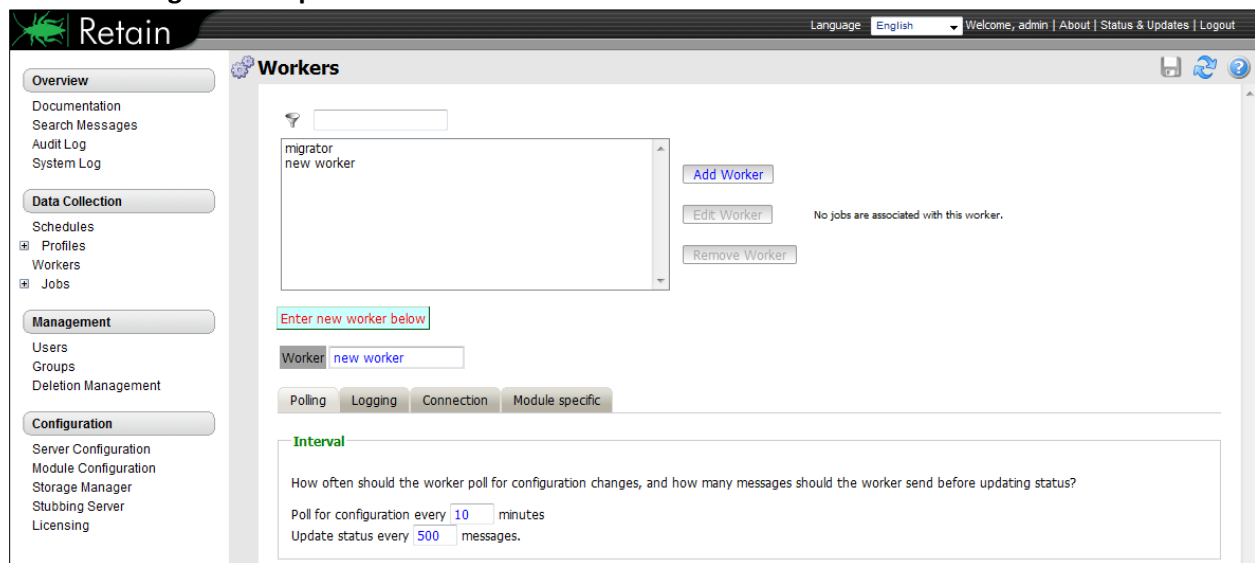 Retain
Language English Welcome, admin | About | Status & Updates | Logout
Overview
Documentation
Search Messages
Audit Log
System Log
Data Collection
Schedules
Profiles
Workers
Jobs
Management
Users
Groups
Deletion Management
Configuration
Server Configuration
Module Configuration
Storage Manager
Stubbing Server
Licensing
Workers
migrator
new worker
Add Worker
Edit Worker
No jobs are associated with this worker.
Remove Worker
Enter new worker below
Worker new worker
Polling Logging Connection Module specific
Interval
How often should the worker poll for configuration changes, and how many messages should the worker send before updating status?
Poll for configuration every 10 minutes
Update status every 500 messages.